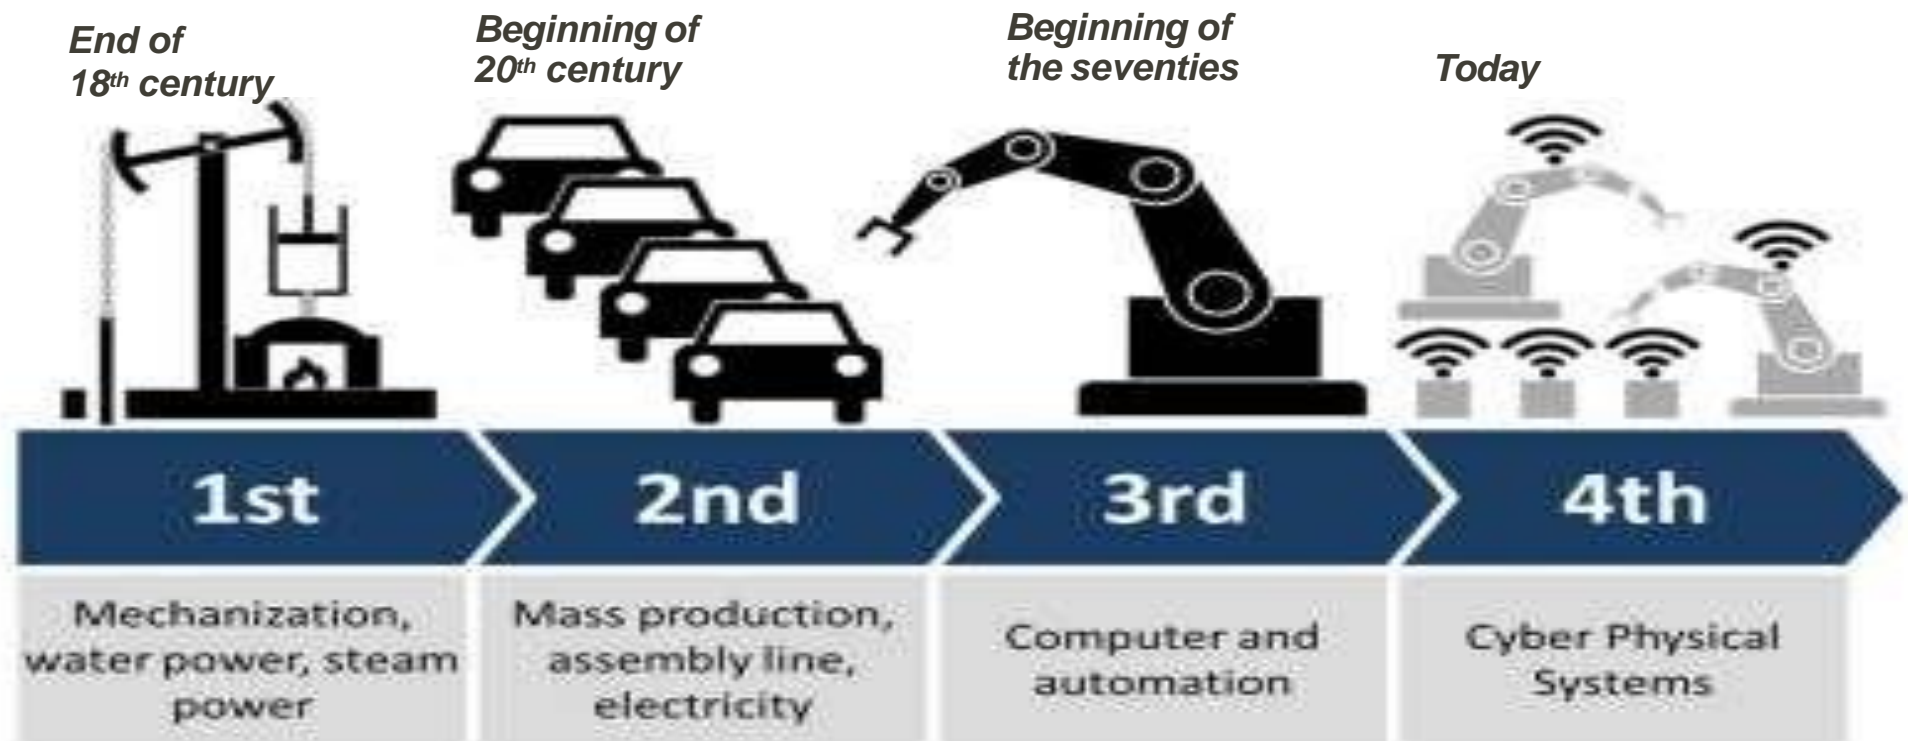 End of
18th century
Beginning of
20th century
Beginning of
the seventies
Today
1st
2nd
3rd
4th
Mechanization,
water power, steam
power
Mass production,
assembly line,
electricity
Computer and
automation
Cyber Physical
Systems